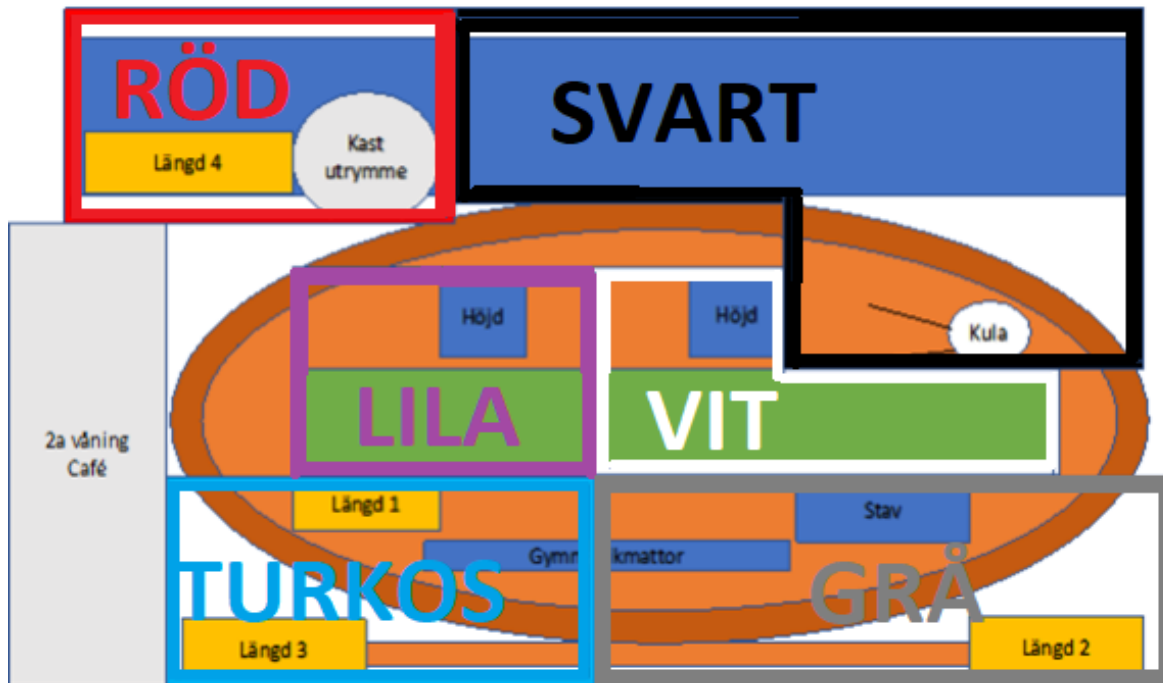 RÖD
SVART
Längd 4
Kast
utrymme
Höjd
Höjd
Kula
LILA
VIT
2a våning
Café
Längd 1
Stav
TURKOS
GRÅ
Längd 3
Längd 2